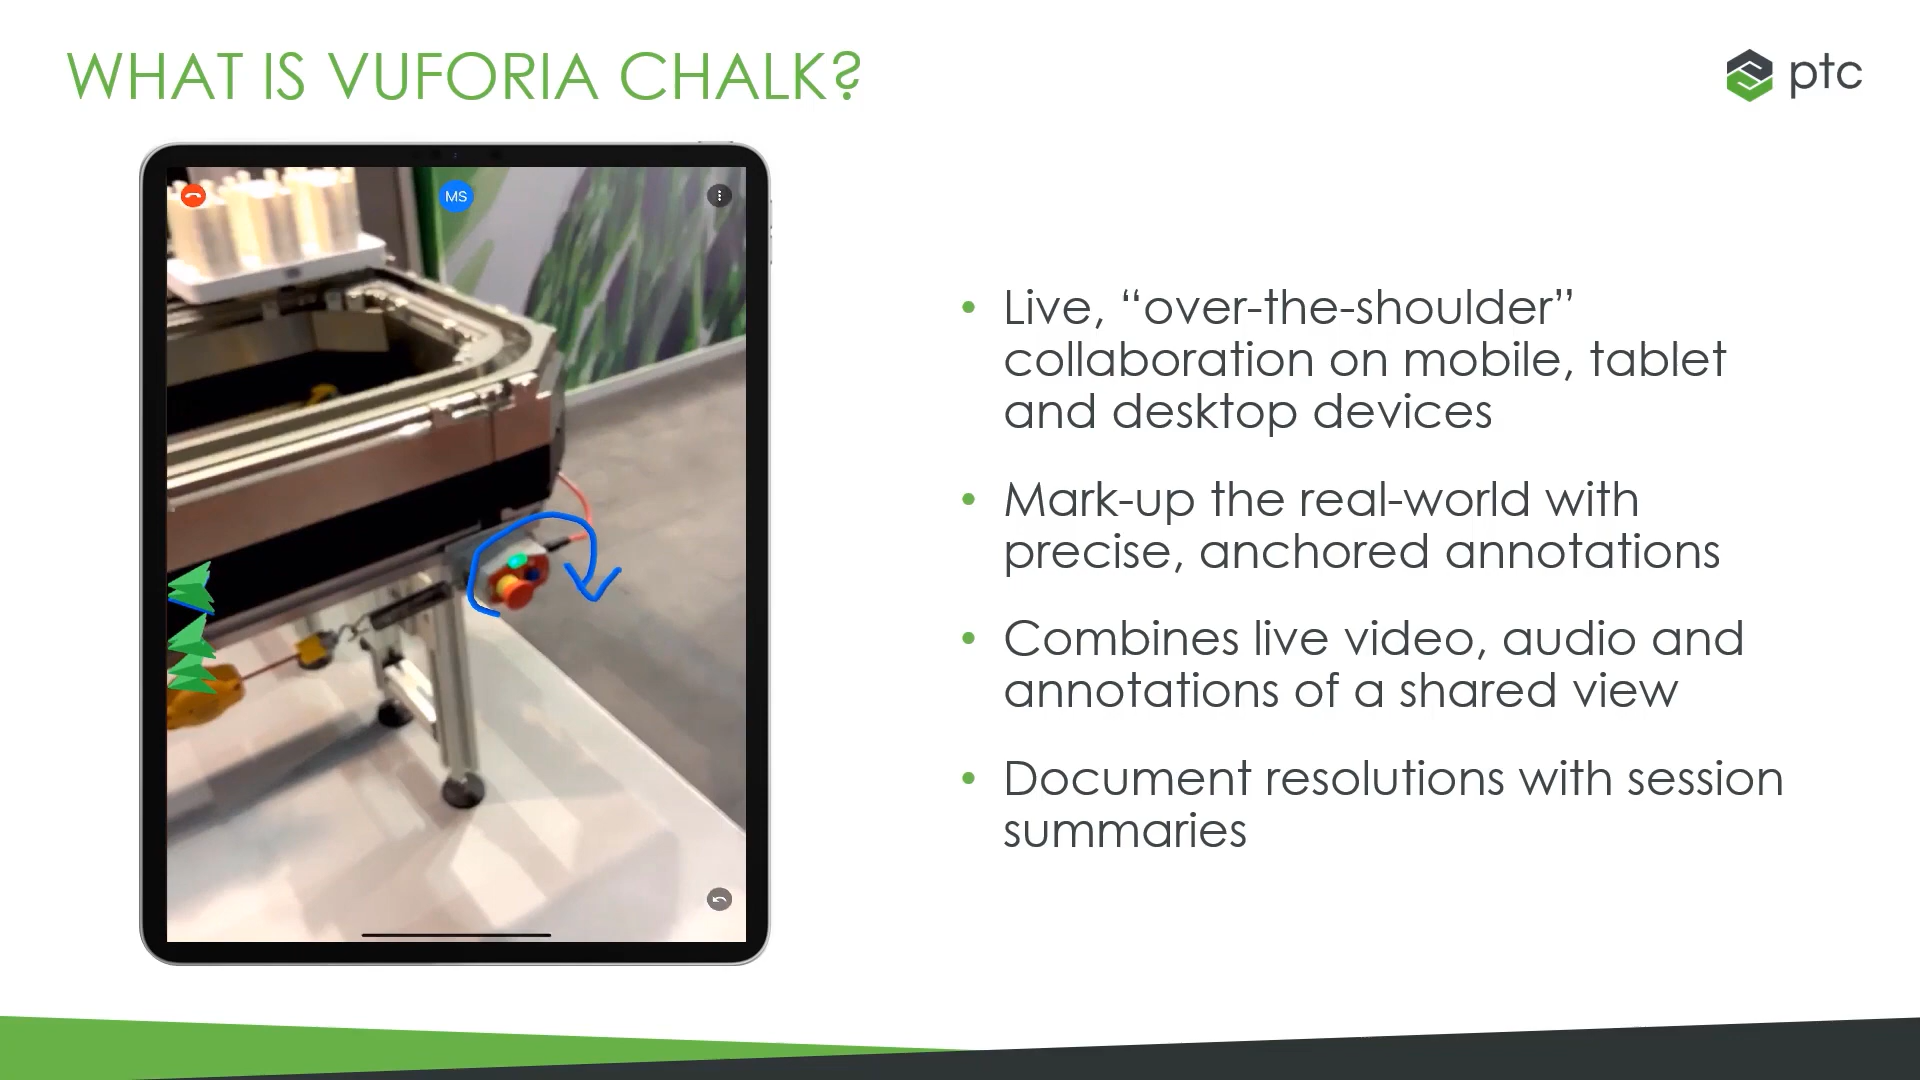 WHAT IS VUFORIA CHALK?
ptc
MS
• Live, “over-the-shoulder”
collaboration on mobile, tablet
and desktop devices
• Mark-up the real-world with
precise, anchored annotations
• Combines live video, audio and
annotations of a shared view
• Document resolutions with session
summaries